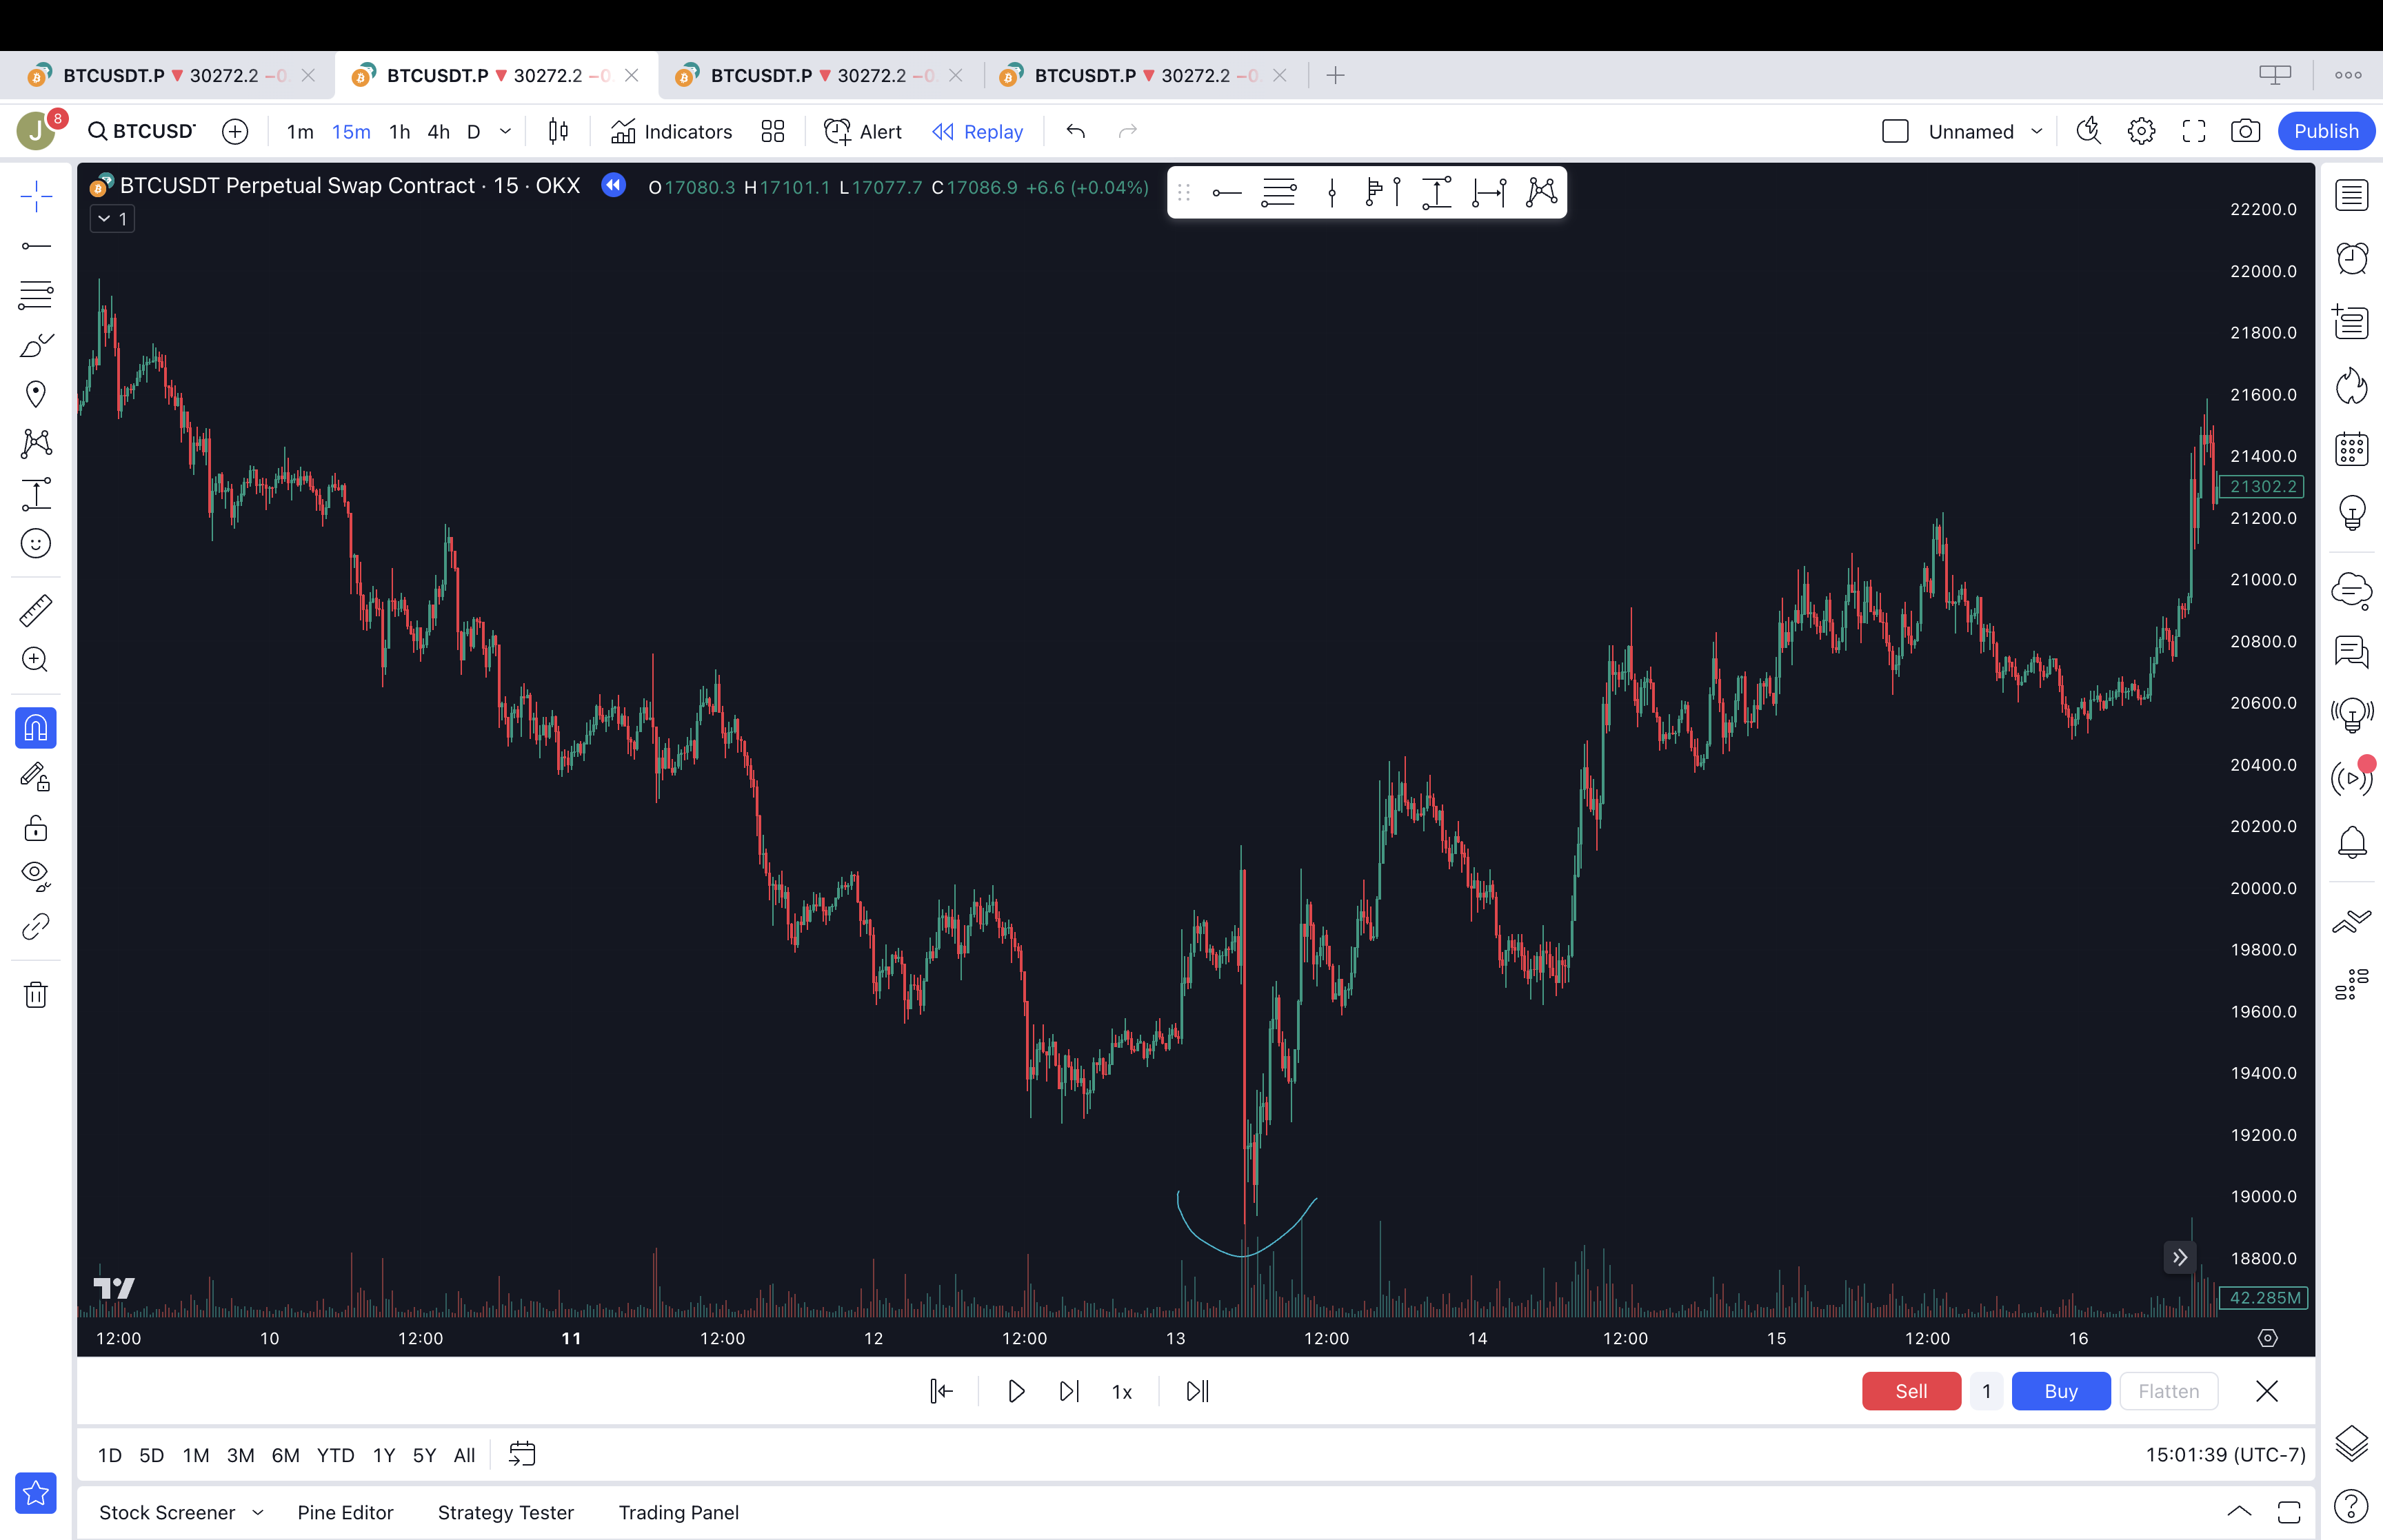 BTCUSDT.P ▼ 30272.2 −0 BTCUSDT.P ▼ 30272.2 −0 BTCUSDT.P ▼ 30272.2 −0. BTCUSDT.P ▼ 30272.2 −0.
J 8 BTCUSDT 1m 15m 1h 4h D Indicators Alert Replay Unnamed Publish
BTCUSDT Perpetual Swap Contract · 15 · OKX O17080.3 H17101.1 L17077.7 C17086.9 +6.6 (+0.04%)
1
22200.0
22000.0
21800.0
21600.0
21400.0
21302.2
21200.0
21000.0
20800.0
20600.0
20400.0
20200.0
20000.0
19800.0
19600.0
19400.0
19200.0
19000.0
18800.0
42.285M
12:00 10 12:00 11 12:00 12 12:00 13 12:00 14 12:00 15 12:00 16
1x Sell 1 Buy Flatten
1D 5D 1M 3M 6M YTD 1Y 5Y All 15:01:39 (UTC-7)
Stock Screener Pine Editor Strategy Tester Trading Panel